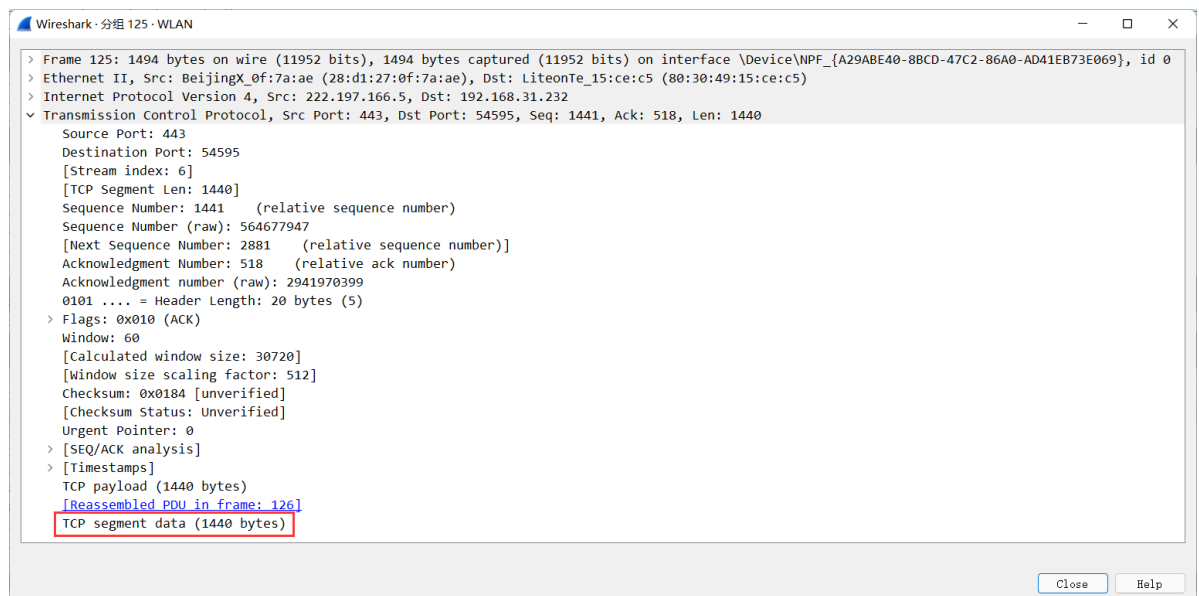 Wireshark · 分组 125 · WLAN
Frame 125: 1494 bytes on wire (11952 bits), 1494 bytes captured (11952 bits) on interface \Device\NPF_{A29ABE40-8BCD-47C2-86A0-AD41EB73E069}, id 0
Ethernet II, Src: BeijingX_0f:7a:ae (28:d1:27:0f:7a:ae), Dst: LiteonTe_15:ce:c5 (80:30:49:15:ce:c5)
Internet Protocol Version 4, Src: 222.197.166.5, Dst: 192.168.31.232
Transmission Control Protocol, Src Port: 443, Dst Port: 54595, Seq: 1441, Ack: 518, Len: 1440
Source Port: 443
Destination Port: 54595
[Stream index: 6]
[TCP Segment Len: 1440]
Sequence Number: 1441    (relative sequence number)
Sequence Number (raw): 564677947
[Next Sequence Number: 2881    (relative sequence number)]
Acknowledgment Number: 518    (relative ack number)
Acknowledgment number (raw): 2941970399
0101 .... = Header Length: 20 bytes (5)
Flags: 0x010 (ACK)
Window: 60
[Calculated window size: 30720]
[Window size scaling factor: 512]
Checksum: 0x0184 [unverified]
[Checksum Status: Unverified]
Urgent Pointer: 0
[SEQ/ACK analysis]
[Timestamps]
TCP payload (1440 bytes)
[Reassembled PDU in frame: 126]
TCP segment data (1440 bytes)
Close
Help